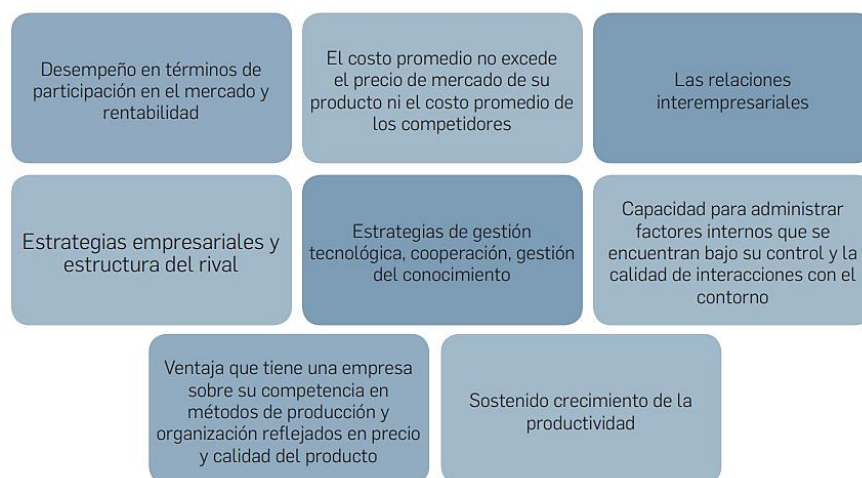 Desempeño en términos de
participación en el mercado y
rentabilidad
El costo promedio no excede
el precio de mercado de su
producto ni el costo promedio de
los competidores
Las relaciones
interempresariales
Estrategias empresariales y
estructura del rival
Estrategias de gestión
tecnológica, cooperación, gestión
del conocimiento
Capacidad para administrar
factores internos que se
encuentran bajo su control y la
calidad de interacciones con el
contorno
Ventaja que tiene una empresa
sobre su competencia en
métodos de producción y
organización reflejados en precio
y calidad del producto
Sostenido crecimiento de la
productividad